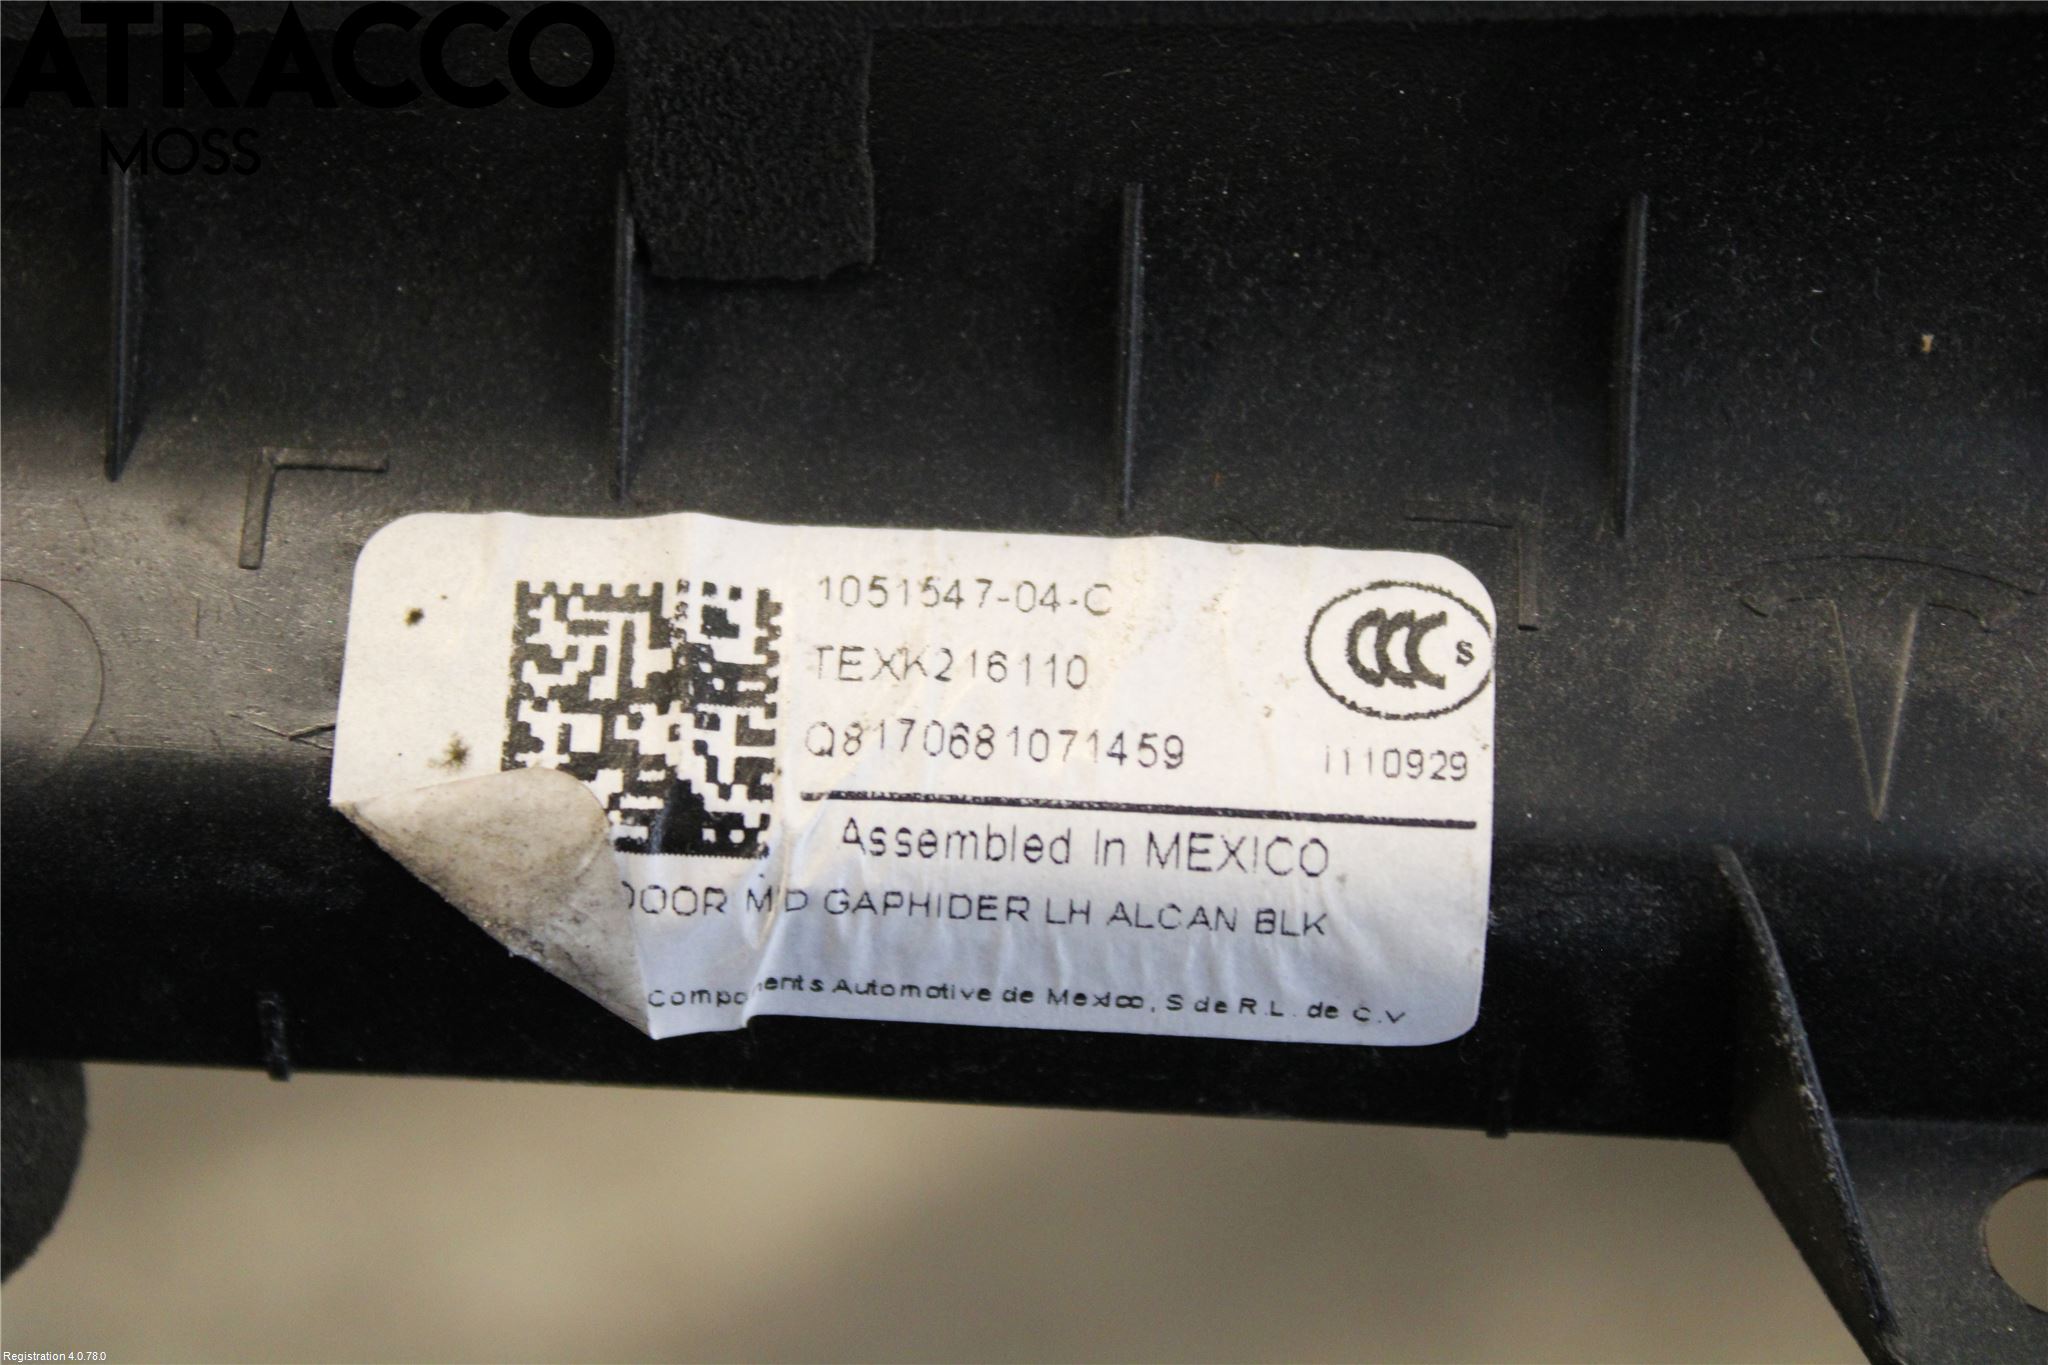 ATRACCO
MOSS
1051547-04-C
TEXK216110
Q8170681071459
CCC S
I110929
Assembled In MEXICO
DOOR MID GAPHIDER LH ALCAN BLK
Components Automotive de Mexico, S de R.L. de C.V
Registration 4.0.78.0